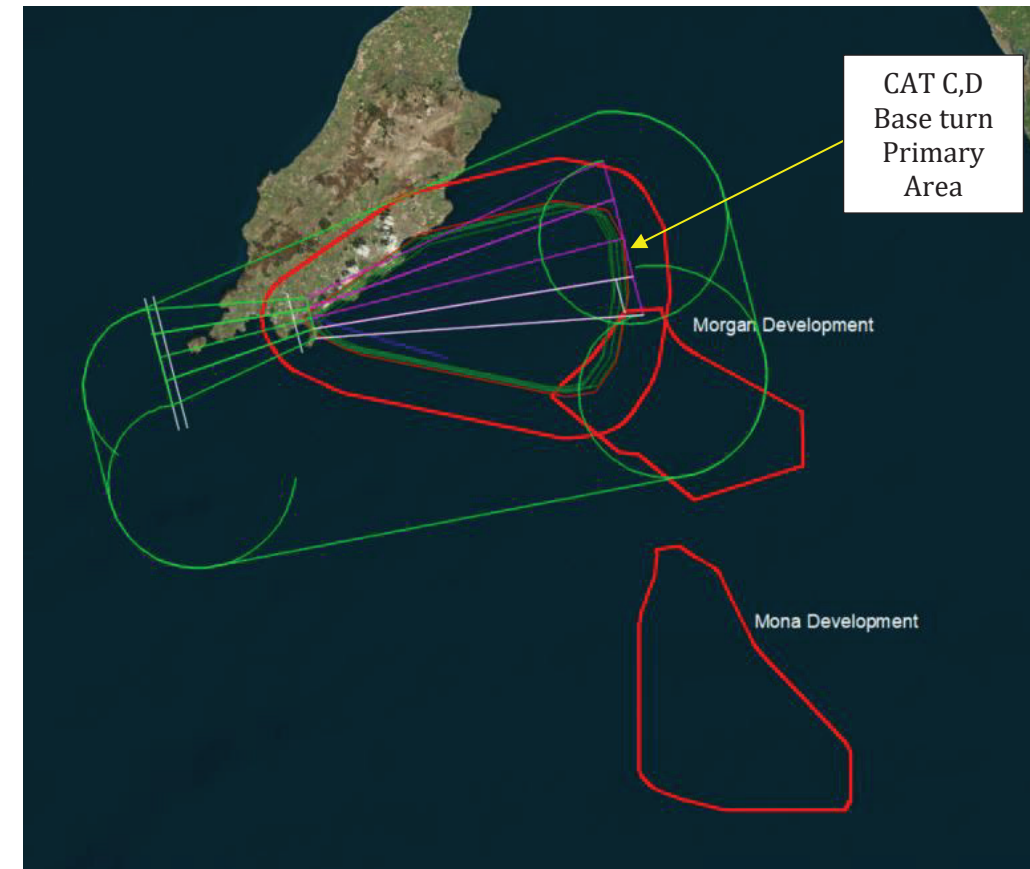 CAT C,D
Base turn
Primary
Area
Morgan Development
Mona Development